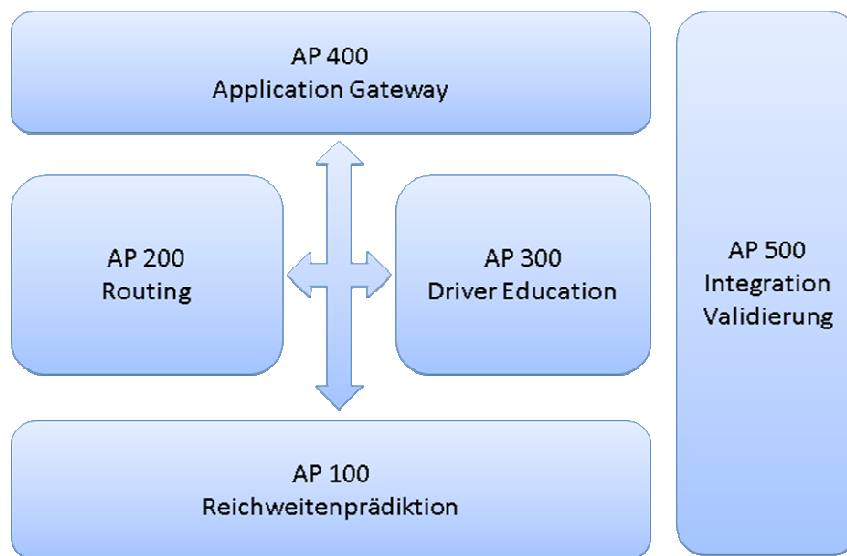 AP 400
Application Gateway
AP 200
Routing
AP 300
Driver Education
AP 500
Integration
Validierung
AP 100
Reichweitenprädiktion